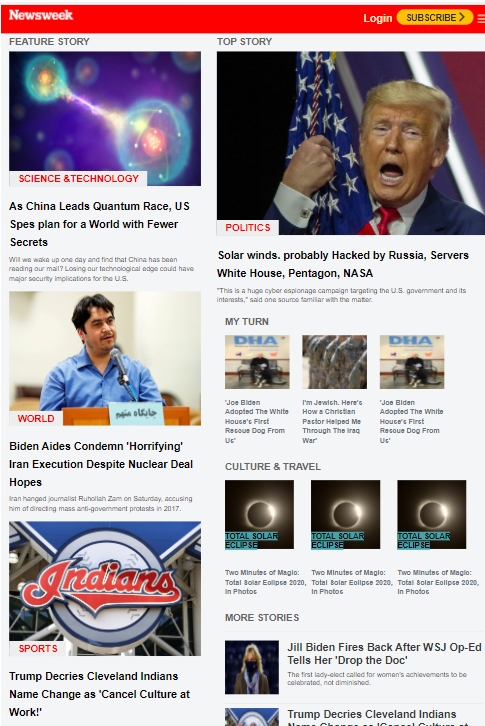 Newsweek
Login
SUBSCRIBE
FEATURE STORY
SCIENCE &TECHNOLOGY
As China Leads Quantum Race, US
Spes plan for a World with Fewer
Secrets
Will we wake up one day and find that China has been
reading our mail? Losing our technological edge could have
major security implications for the U.S.
WORLD
Biden Aides Condemn 'Horrifying'
Iran Execution Despite Nuclear Deal
Hopes
Iran hanged journalist Ruhollah Zam on Saturday, accusing
him of directing mass anti-government protests in 2017.
Indians
SPORTS
Trump Decries Cleveland Indians
Name Change as 'Cancel Culture at
Work!'
TOP STORY
POLITICS
Solar winds. probably Hacked by Russia, Servers
White House, Pentagon, NASA
"This is a huge cyber espionage campaign targeting the U.S. government and its
interests," said one source familiar with the matter.
MY TURN
DHA
'Joe Biden
Adopted The White
House's First
Rescue Dog From
Us'
I'm Jewish. Here's
How a Christian
Pastor Helped Me
Through The Iraq
War'
DHA
'Joe Biden
Adopted The White
House's First
Rescue Dog From
Us'
CULTURE & TRAVEL
TOTAL SOLAR
ECLIPSE
Two Minutes of Magic:
Total Solar Eclipse 2020,
In Photos
TOTAL SOLAR
ECLIPSE
Two Minutes of Magic:
Total Solar Eclipse 2020,
In Photos
TOTAL SOLAR
ECLIPSE
Two Minutes of Magic:
Total Solar Eclipse 2020,
In Photos
MORE STORIES
Jill Biden Fires Back After WSJ Op-Ed
Tells Her 'Drop the Doc'
The first lady-elect called for women's achievements to be
celebrated, not diminished.
Trump Decries Cleveland Indians
Name Change as 'Cancel Culture at